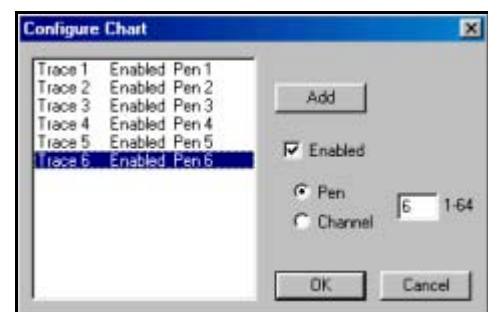 Configure Chart
Trace 1 Enabled Pen 1
Trace 2 Enabled Pen 2
Trace 3 Enabled Pen 3
Trace 4 Enabled Pen 4
Trace 5 Enabled Pen 5
Trace 6 Enabled Pen 6
Add
Enabled
Pen
Channel
6 1-64
OK Cancel